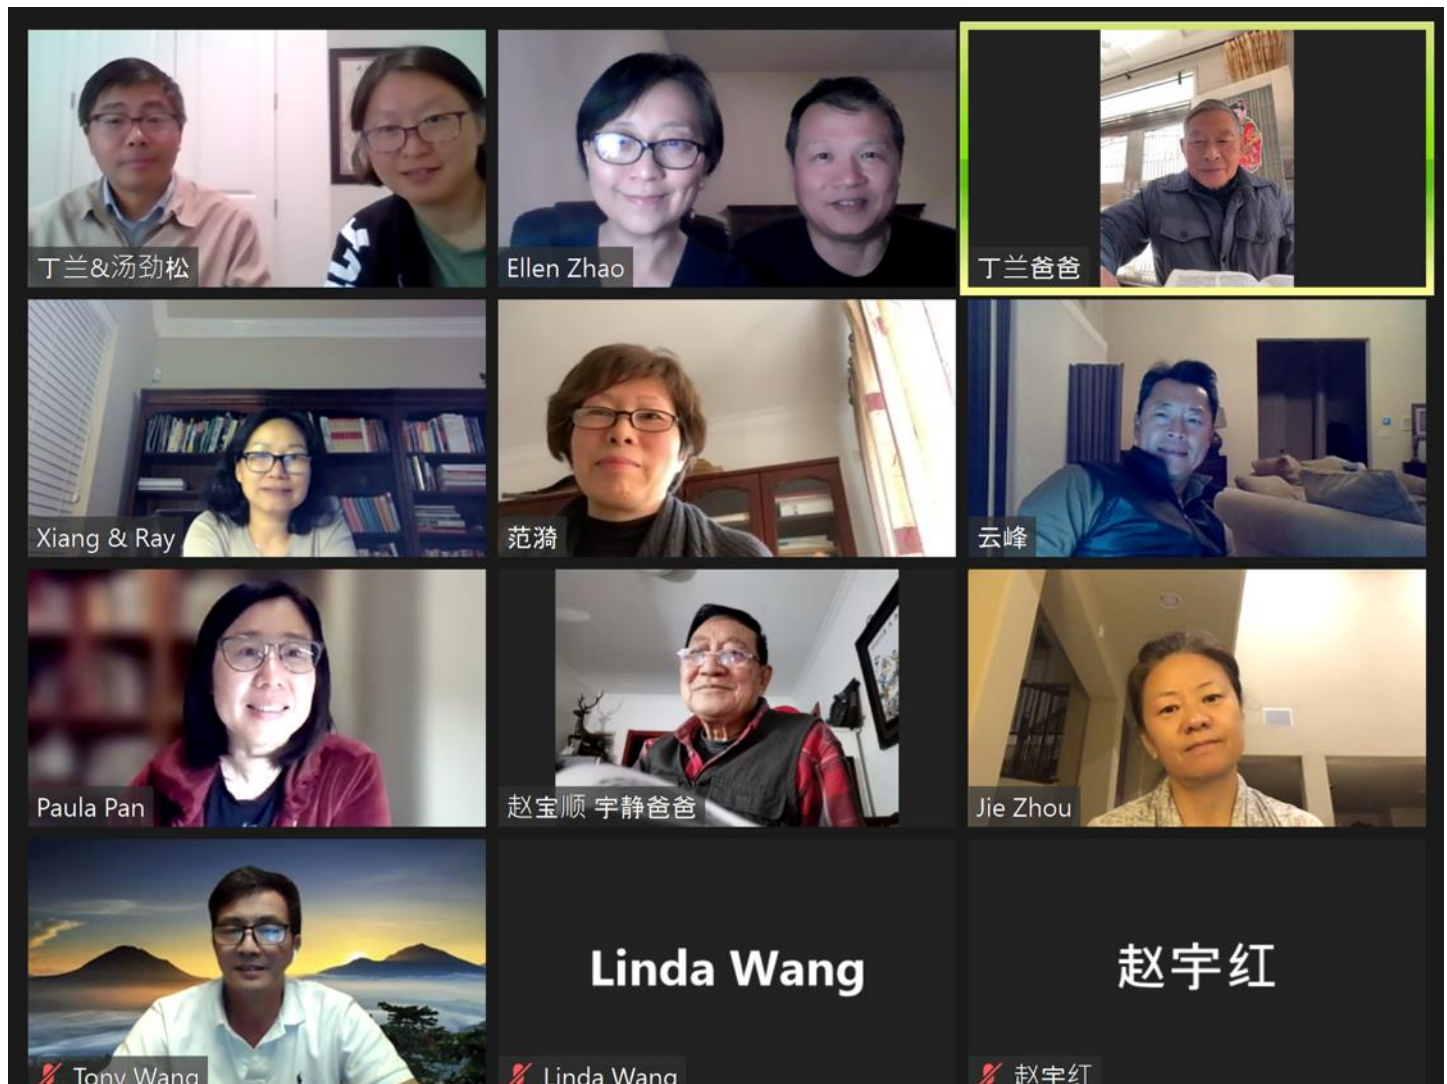 丁兰&汤劲松
Ellen Zhao
丁兰爸爸
Xiang & Ray
范漪
云峰
Paula Pan
赵宝顺 宇静爸爸
Jie Zhou
Tony Wang
Linda Wang
Linda Wang
赵宇红
赵宇红